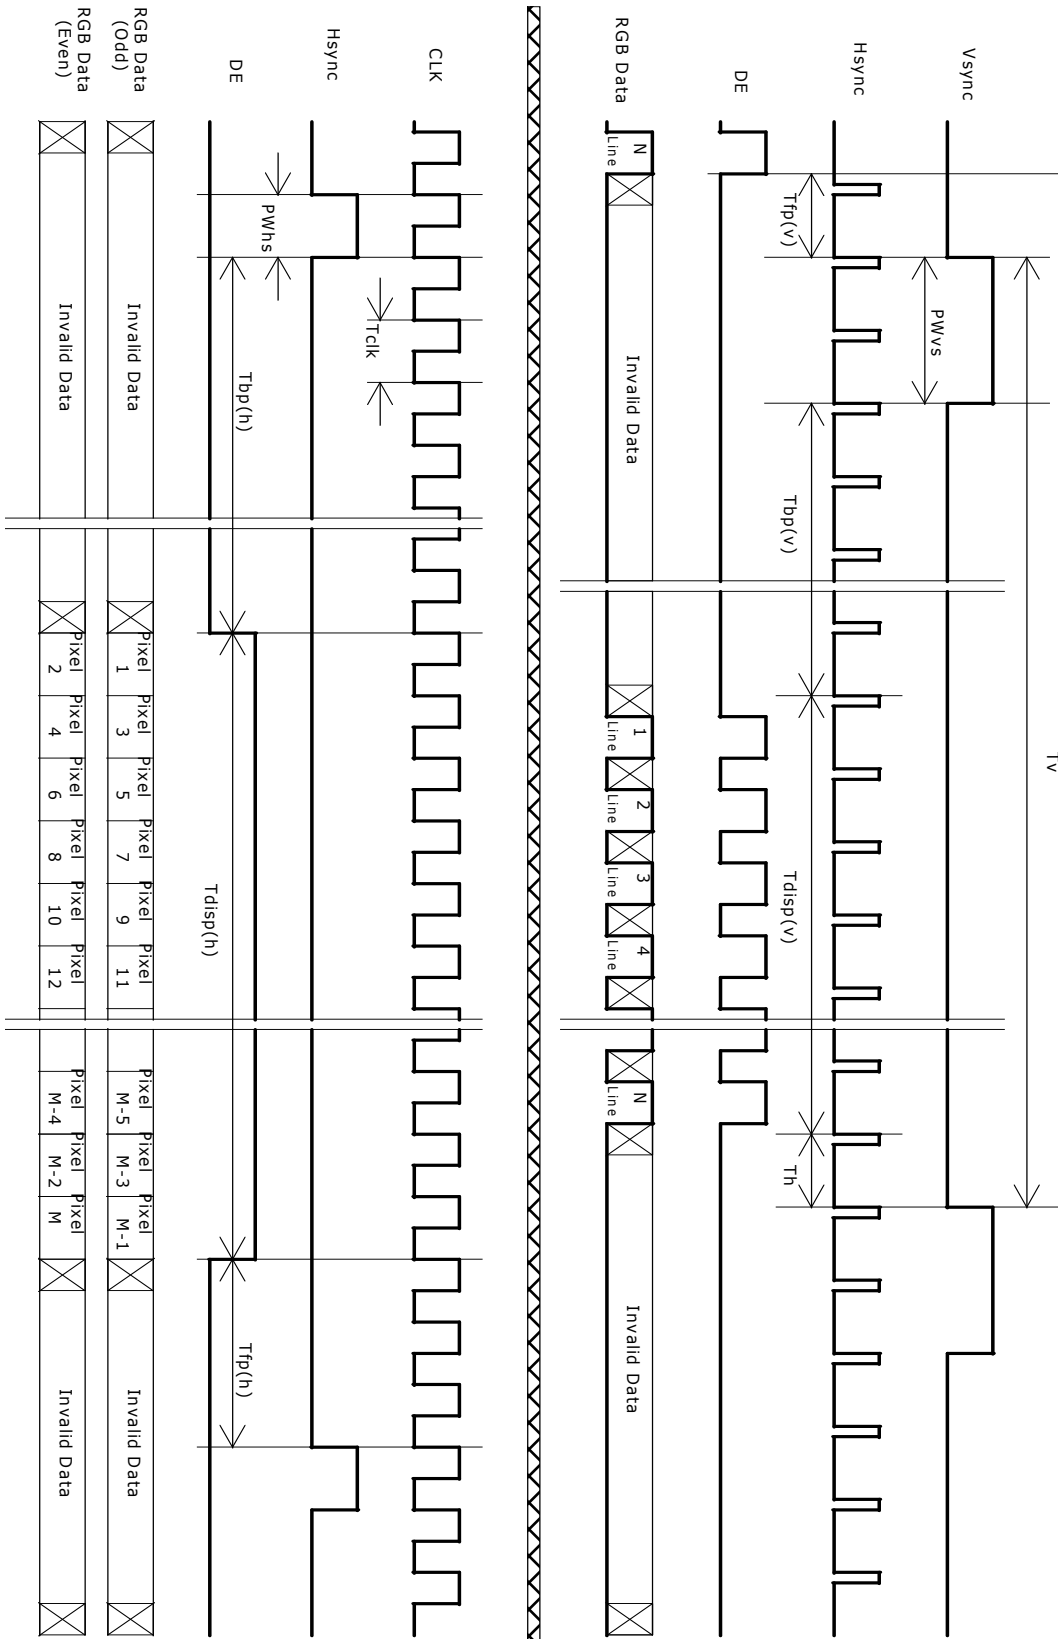 Vsync
Tv
PWvs
Hsync
Tfp(v)
Tbp(v)
Tdisp(v)
Th
DE
RGB Data
Line
N
Invalid Data
Line
1
Line
2
Line
3
Line
4
Line
N
Invalid Data
CLK
Tclk
Hsync
PWhs
DE
Tbp(h)
Tdisp(h)
Tfp(h)
RGB Data
(Odd)
Invalid Data
Pixel
1
Pixel
3
Pixel
5
Pixel
7
Pixel
9
Pixel
11
Pixel
M-5
Pixel
M-3
Pixel
M-1
Invalid Data
RGB Data
(Even)
Invalid Data
Pixel
2
Pixel
4
Pixel
6
Pixel
8
Pixel
10
Pixel
12
Pixel
M-4
Pixel
M-2
Pixel
M
Invalid Data